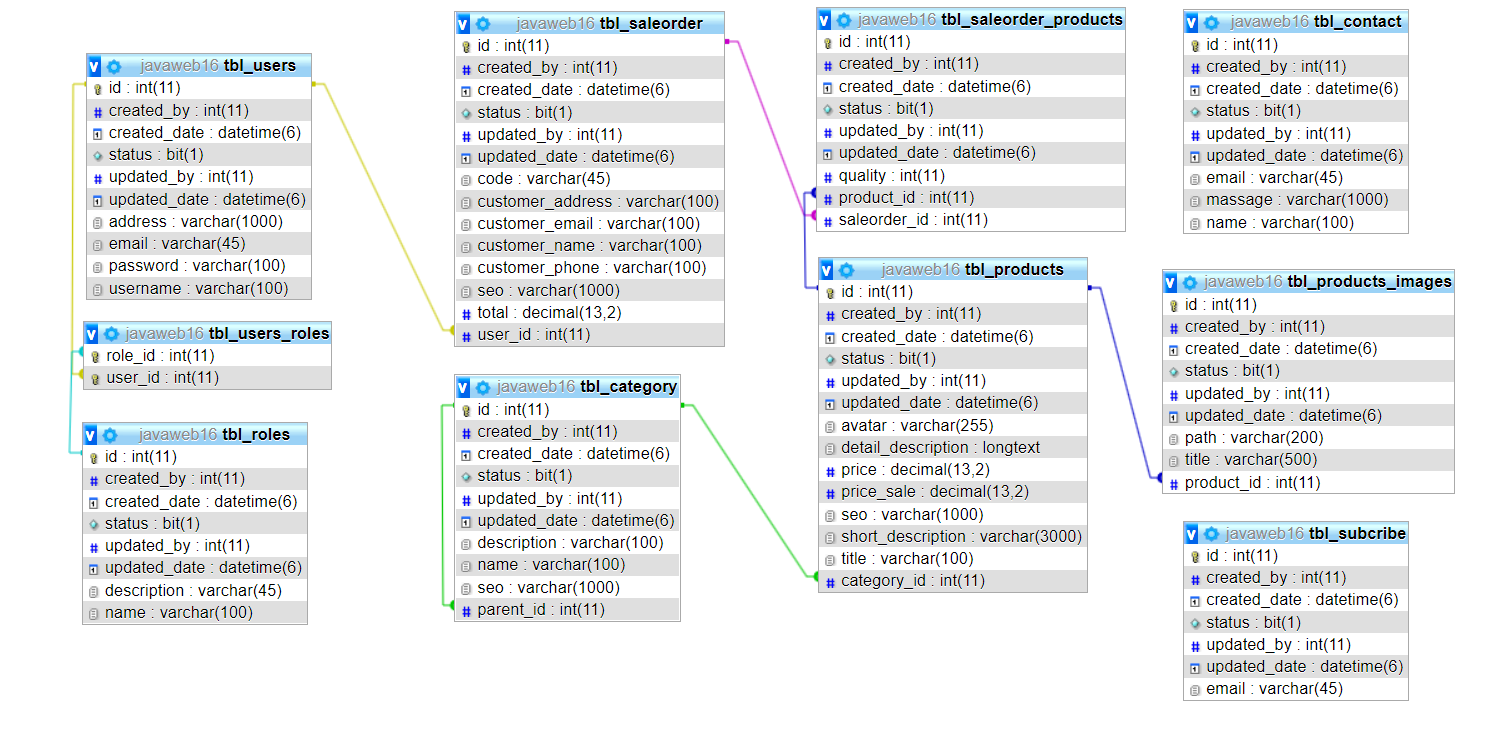 javaweb16 tbl_users
id : int(11)
created_by : int(11)
created_date : datetime(6)
status : bit(1)
updated_by : int(11)
updated_date : datetime(6)
address : varchar(1000)
email : varchar(45)
password : varchar(100)
username : varchar(100)
javaweb16 tbl_users_roles
role_id : int(11)
user_id : int(11)
javaweb16 tbl_roles
id : int(11)
created_by : int(11)
created_date : datetime(6)
status : bit(1)
updated_by : int(11)
updated_date : datetime(6)
description : varchar(45)
name : varchar(100)
javaweb16 tbl_saleorder
id : int(11)
created_by : int(11)
created_date : datetime(6)
status : bit(1)
updated_by : int(11)
updated_date : datetime(6)
code : varchar(45)
customer_address : varchar(100)
customer_email : varchar(100)
customer_name : varchar(100)
customer_phone : varchar(100)
seo : varchar(1000)
total : decimal(13,2)
user_id : int(11)
javaweb16 tbl_category
id : int(11)
created_by : int(11)
created_date : datetime(6)
status : bit(1)
updated_by : int(11)
updated_date : datetime(6)
description : varchar(100)
name : varchar(100)
seo : varchar(1000)
parent_id : int(11)
javaweb16 tbl_saleorder_products
id : int(11)
created_by : int(11)
created_date : datetime(6)
status : bit(1)
updated_by : int(11)
updated_date : datetime(6)
quality : int(11)
product_id : int(11)
saleorder_id : int(11)
javaweb16 tbl_products
id : int(11)
created_by : int(11)
created_date : datetime(6)
status : bit(1)
updated_by : int(11)
updated_date : datetime(6)
avatar : varchar(255)
detail_description : longtext
price : decimal(13,2)
price_sale : decimal(13,2)
seo : varchar(1000)
short_description : varchar(3000)
title : varchar(100)
category_id : int(11)
javaweb16 tbl_contact
id : int(11)
created_by : int(11)
created_date : datetime(6)
status : bit(1)
updated_by : int(11)
updated_date : datetime(6)
email : varchar(45)
massage : varchar(1000)
name : varchar(100)
javaweb16 tbl_products_images
id : int(11)
created_by : int(11)
created_date : datetime(6)
status : bit(1)
updated_by : int(11)
updated_date : datetime(6)
path : varchar(200)
title : varchar(500)
product_id : int(11)
javaweb16 tbl_subcribe
id : int(11)
created_by : int(11)
created_date : datetime(6)
status : bit(1)
updated_by : int(11)
updated_date : datetime(6)
email : varchar(45)